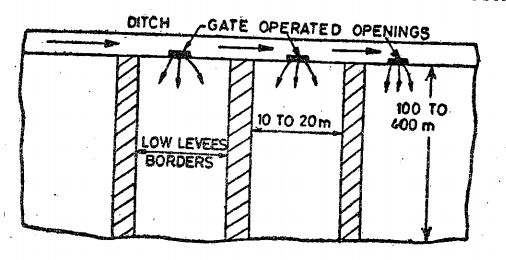 DITCH GATE OPERATED OPENINGS
100 TO
400 m
10 TO 20m
LOW LEVEES
BORDERS